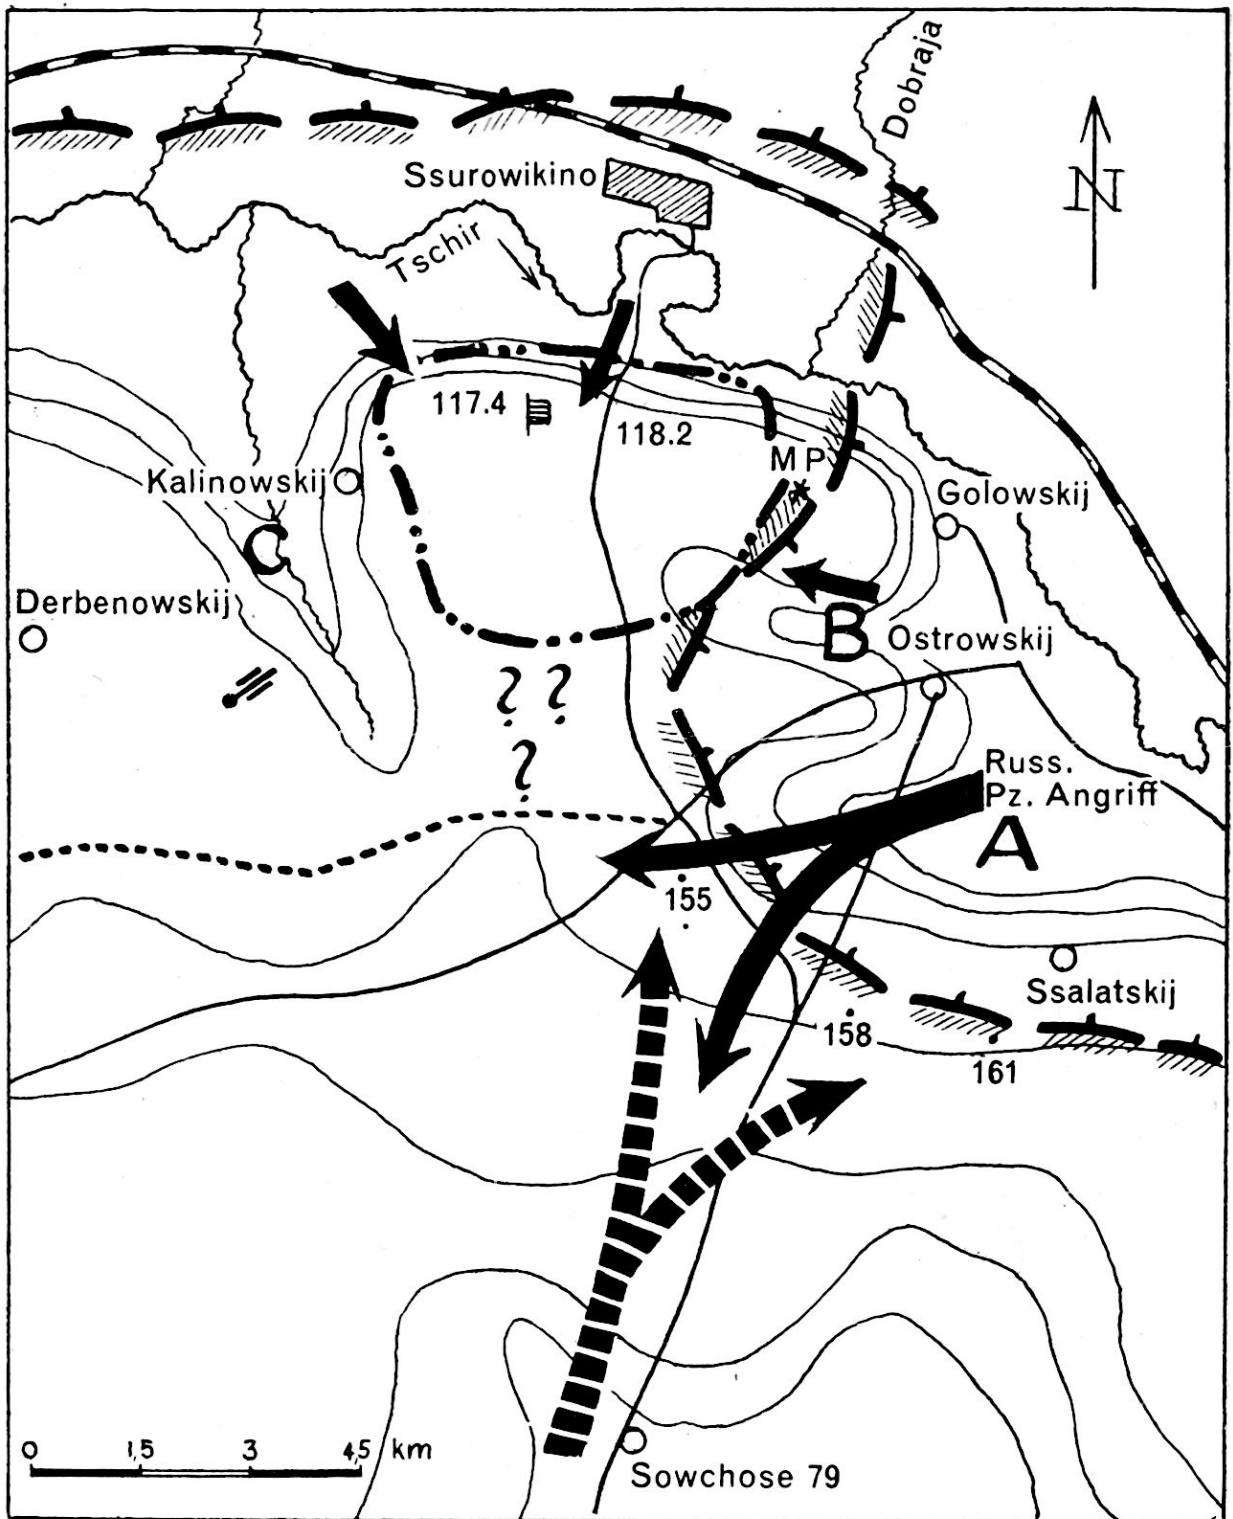 Dobraja
N
Ssurowikino
Tschir
117.4
118.2
M P
Kalinowskij
Golowskij
Derbenowskij
B
Ostrowskij
? ?
?
Russ.
Pz. Angriff
A
155
Ssalatskij
158
161
0 1,5 3 4,5 km
Sowchose 79